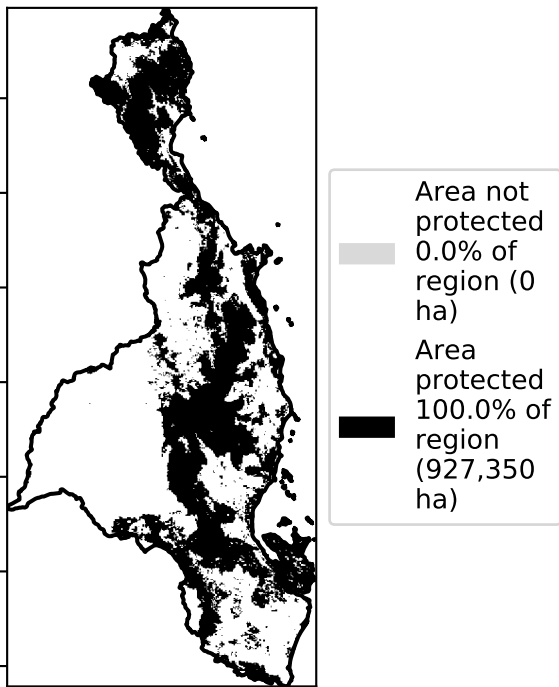 Area not
protected
0.0% of
region (0
ha)
Area
protected
100.0% of
region
(927,350
ha)